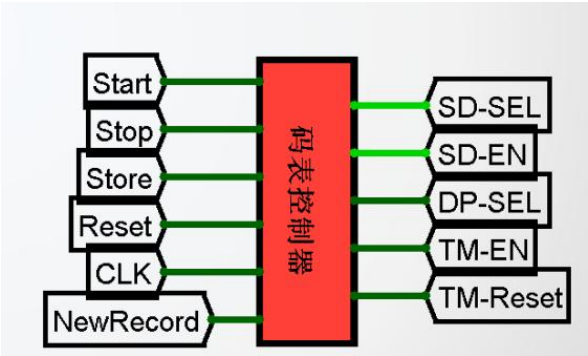 Start
Stop
Store
Reset
CLK
NewRecord
码表控制器
SD-SEL
SD-EN
DP-SEL
TM-EN
TM-Reset